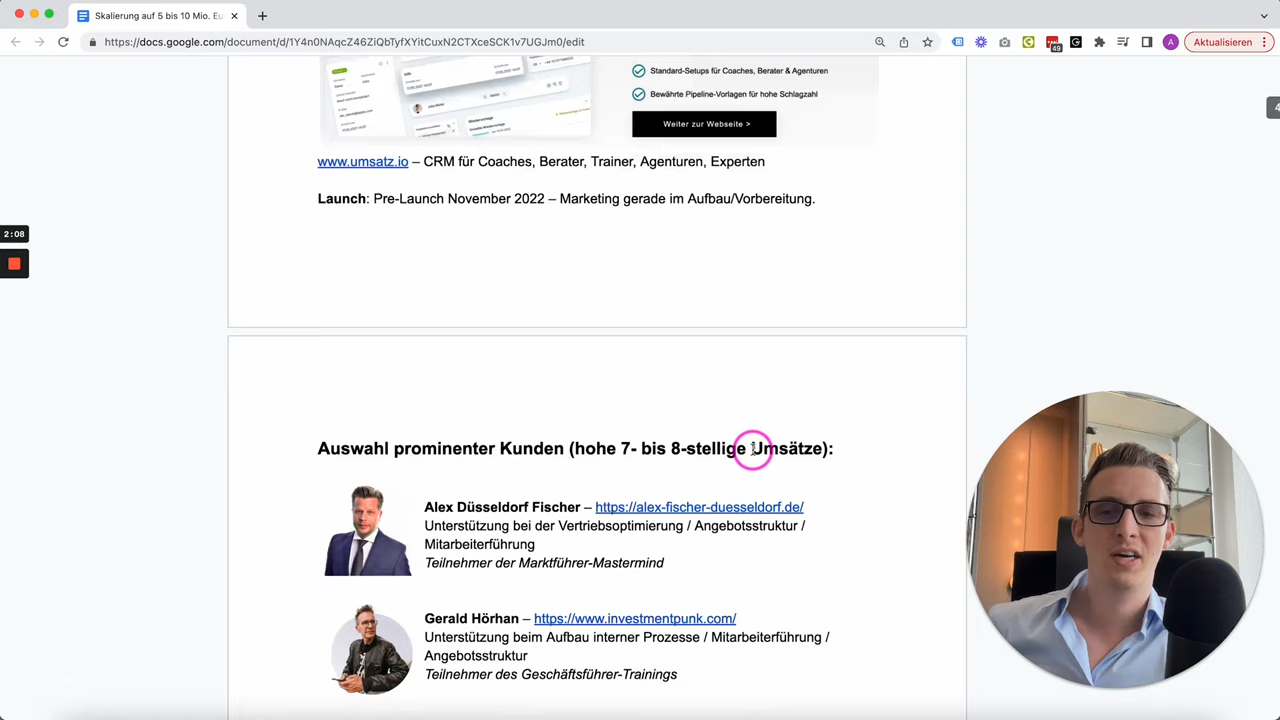 Skalierung auf 5 bis 10 Mio. Eu
https://docs.google.com/document/d/1Y4n0NAqcZ46ZiQbTyfXYitCuxN2CTXceSCK1v7UGJm0/edit
49
A
Aktualisieren
Standard-Setups für Coaches, Berater & Agenturen
Bewährte Pipeline-Vorlagen für hohe Schlagzahl
Weiter zur Webseite >
4
www.umsatz.io – CRM für Coaches, Berater, Trainer, Agenturen, Experten
Launch: Pre-Launch November 2022 – Marketing gerade im Aufbau/Vorbereitung.
2:08
Auswahl prominenter Kunden (hohe 7- bis 8-stellige Umsätze):
Alex Düsseldorf Fischer – https://alex-fischer-duesseldorf.de/
Unterstützung bei der Vertriebsoptimierung / Angebotsstruktur /
Mitarbeiterführung
Teilnehmer der Marktführer-Mastermind
Gerald Hörhan – https://www.investmentpunk.com/
Unterstützung beim Aufbau interner Prozesse / Mitarbeiterführung /
Angebotsstruktur
Teilnehmer des Geschäftsführer-Trainings